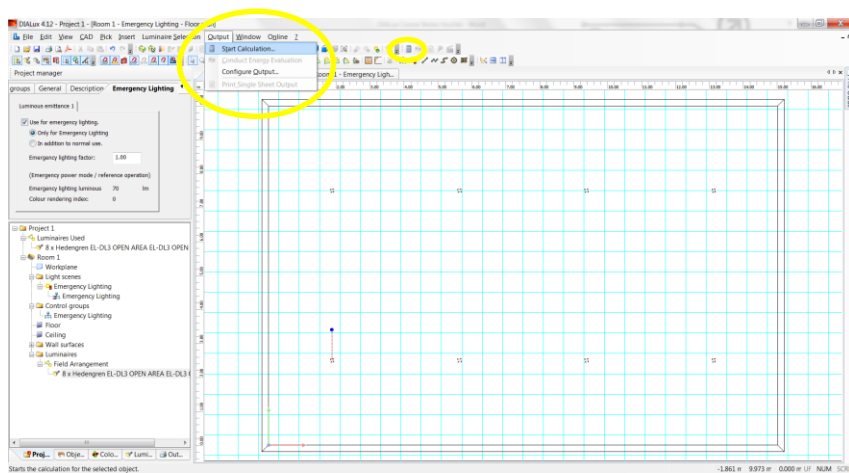 DIALux 4.12 - Project 1 - [Room 1 - Emergency Lighting - Floor
File Edit View CAD Pick Insert Luminaire Selection Output Window Online ?
Start Calculation...
Conduct Energy Evaluation
Configure Output...
Print Single Sheet Output
Project manager
Room 1 - Emergency Ligh...
groups General Description Emergency Lighting
Luminous emittance 1
Use for emergency lighting.
Only for Emergency Lighting
In addition to normal use.
Emergency lighting factor: 1.00
(Emergency power mode / reference operation)
Emergency lighting luminous 70 lm
Colour rendering index: 0
Project 1
Luminaires Used
8 x Hedengren EL-DL3 OPEN AREA EL-DL3 OPEN
Room 1
Workplane
Light scenes
Emergency Lighting
Emergency Lighting
Control groups
Emergency Lighting
Floor
Ceiling
Wall surfaces
Luminaires
Field Arrangement
8 x Hedengren EL-DL3 OPEN AREA EL-DL3
Proj... Obje... Colo... Lumi... Out...
Starts the calculation for the selected object.
-1.861 m 9.973 m 0.000 m UF NUM SCR